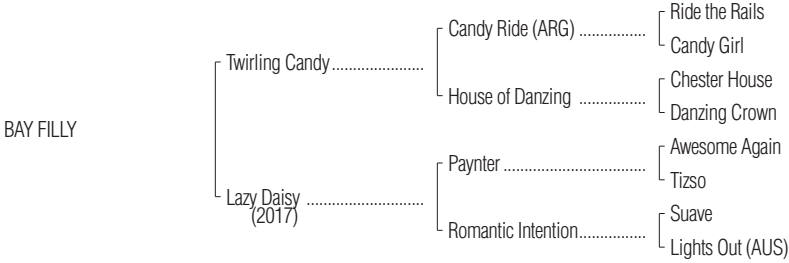 Ride the Rails
Candy Ride (ARG) ................
Candy Girl
Twirling Candy......................
Chester House
House of Danzing ................
Danzing Crown
BAY FILLY
Awesome Again
Paynter ..................................
Tizso
Lazy Daisy ............................
(2017)
Suave
Romantic Intention................
Lights Out (AUS)